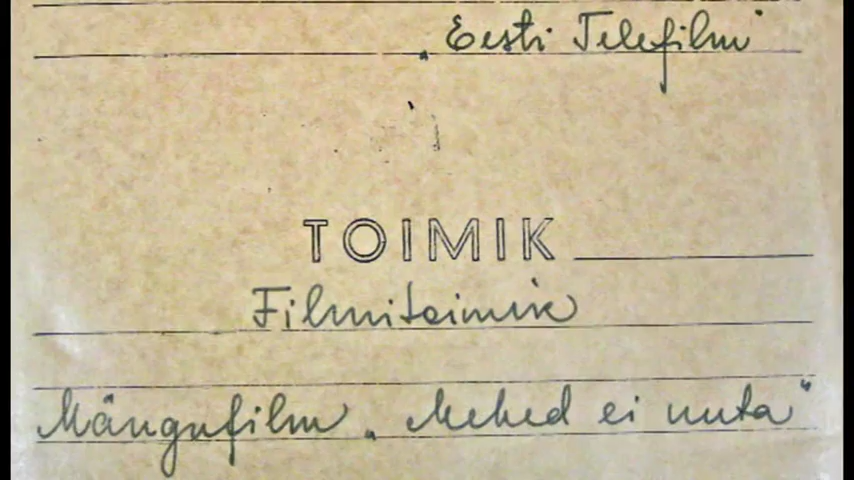 „Eesti Telefilm"
TOIMIK
Filmitoimik
Mängufilm „Mehed ei nuta"